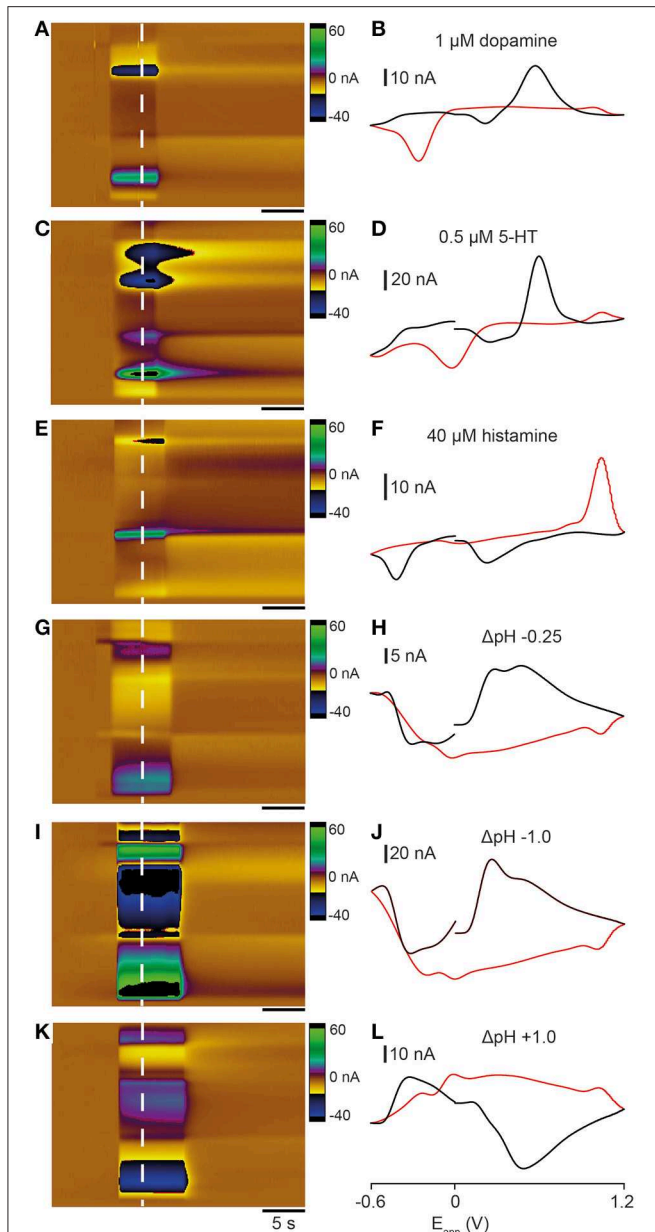 A
60
0 nA
-40
B
1 µM dopamine
10 nA
C
60
0 nA
-40
D
0.5 µM 5-HT
20 nA
E
60
0 nA
-40
F
40 µM histamine
10 nA
G
60
0 nA
-40
H
ΔpH -0.25
5 nA
I
60
0 nA
-40
J
ΔpH -1.0
20 nA
K
60
0 nA
-40
L
ΔpH +1.0
10 nA
5 s
-0.6 0 1.2
E (V)